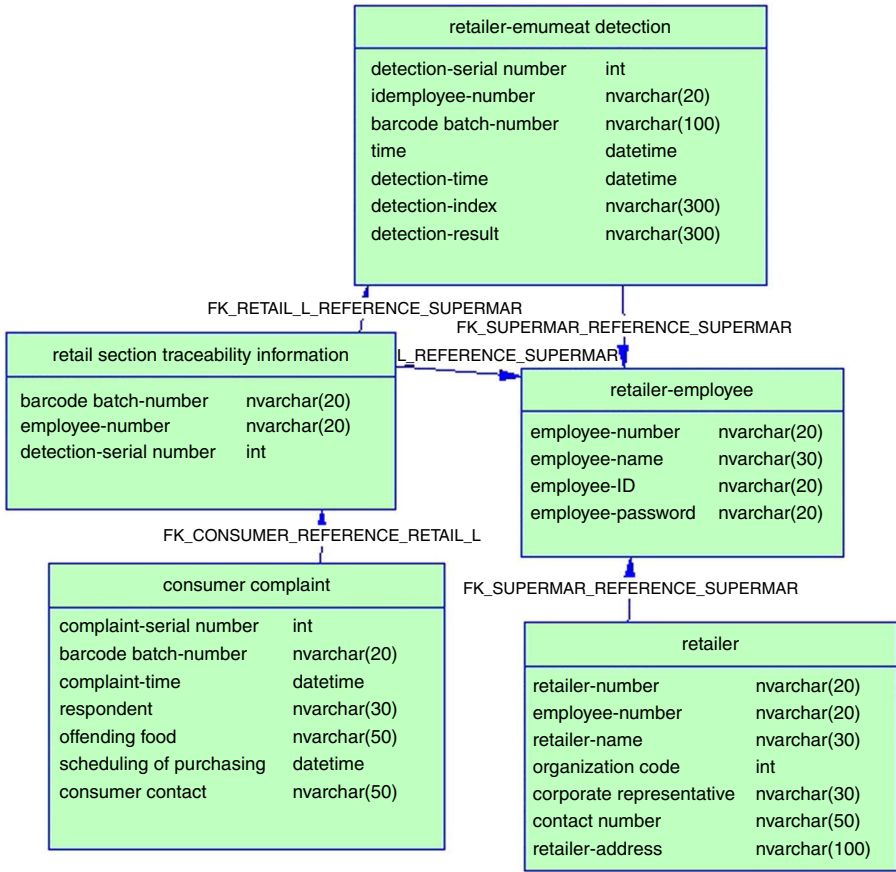 retailer-emumeat detection
detection-serial number int
idemployee-number nvarchar(20)
barcode batch-number nvarchar(100)
time datetime
detection-time datetime
detection-index nvarchar(300)
detection-result nvarchar(300)
FK_RETAIL_L_REFERENCE_SUPERMAR
FK_SUPERMAR_REFERENCE_SUPERMAR
retail section traceability information
barcode batch-number nvarchar(20)
employee-number nvarchar(20)
detection-serial number int
L_REFERENCE_SUPERMAR
retailer-employee
employee-number nvarchar(20)
employee-name nvarchar(30)
employee-ID nvarchar(20)
employee-password nvarchar(20)
FK_CONSUMER_REFERENCE_RETAIL_L
consumer complaint
complaint-serial number int
barcode batch-number nvarchar(20)
complaint-time datetime
respondent nvarchar(30)
offending food nvarchar(50)
scheduling of purchasing datetime
consumer contact nvarchar(50)
FK_SUPERMAR_REFERENCE_SUPERMAR
retailer
retailer-number nvarchar(20)
employee-number nvarchar(20)
retailer-name nvarchar(30)
organization code int
corporate representative nvarchar(30)
contact number nvarchar(50)
retailer-address nvarchar(100)